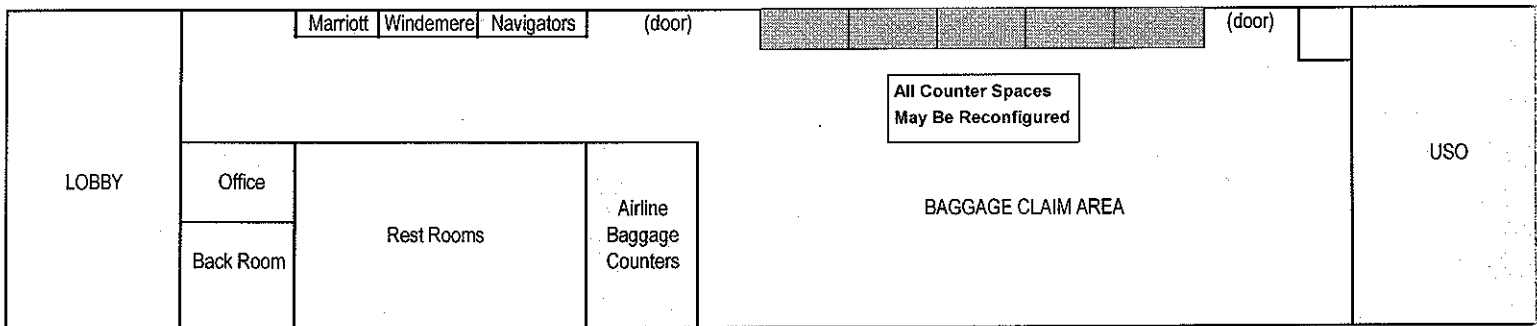 Marriott Windemere Navigators (door) (door)
All Counter Spaces
May Be Reconfigured
USO
LOBBY
Office
Airline
Baggage
Counters
BAGGAGE CLAIM AREA
Rest Rooms
Back Room